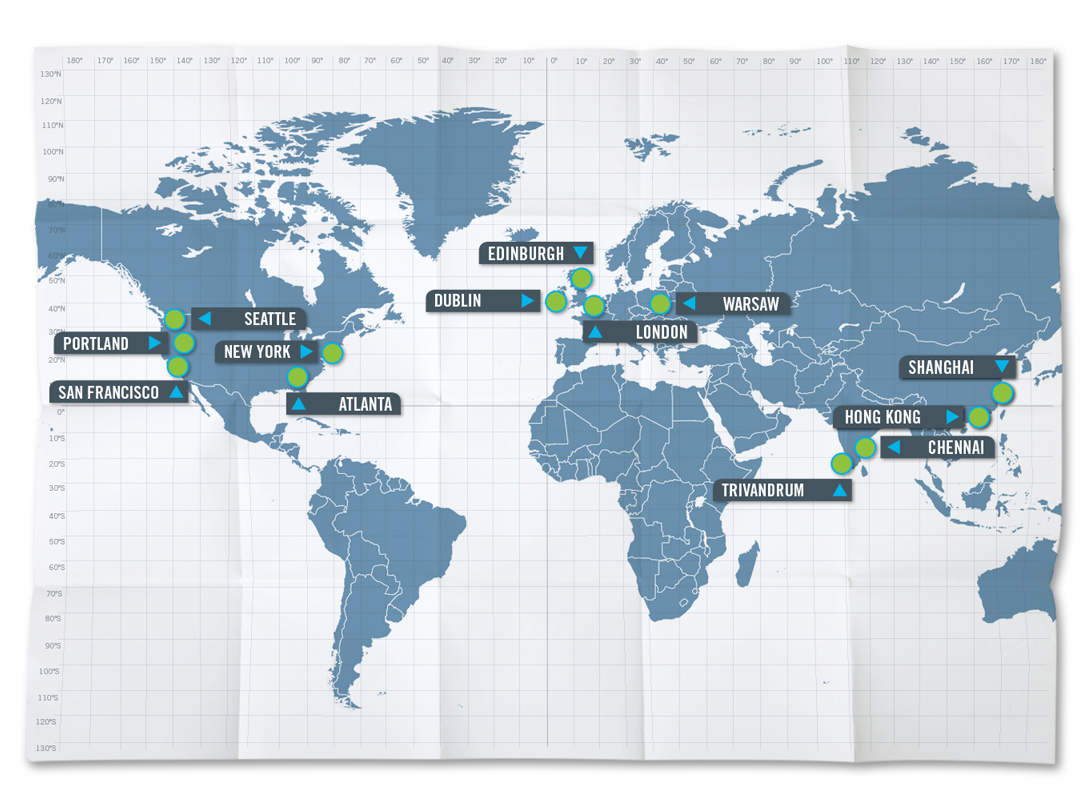 180° 170° 160° 150° 140° 130° 120° 110° 100° 90° 80° 70° 60° 50° 40° 30° 20° 10° 0° 10° 20° 30° 40° 50° 60° 70° 80° 90° 100° 110° 120° 130° 140° 150° 160° 170° 180°
130°N
120°N
110°N
100°N
90°N
80°N
70°N
60°N
EDINBURGH
50°N
DUBLIN
WARSAW
40°N
SEATTLE
30°N
LONDON
PORTLAND
NEW YORK
20°N
SHANGHAI
SAN FRANCISCO
ATLANTA
0°
HONG KONG
10°S
CHENNAI
20°S
30°S
TRIVANDRUM
40°S
50°S
60°S
70°S
80°S
90°S
100°S
110°S
120°S
130°S